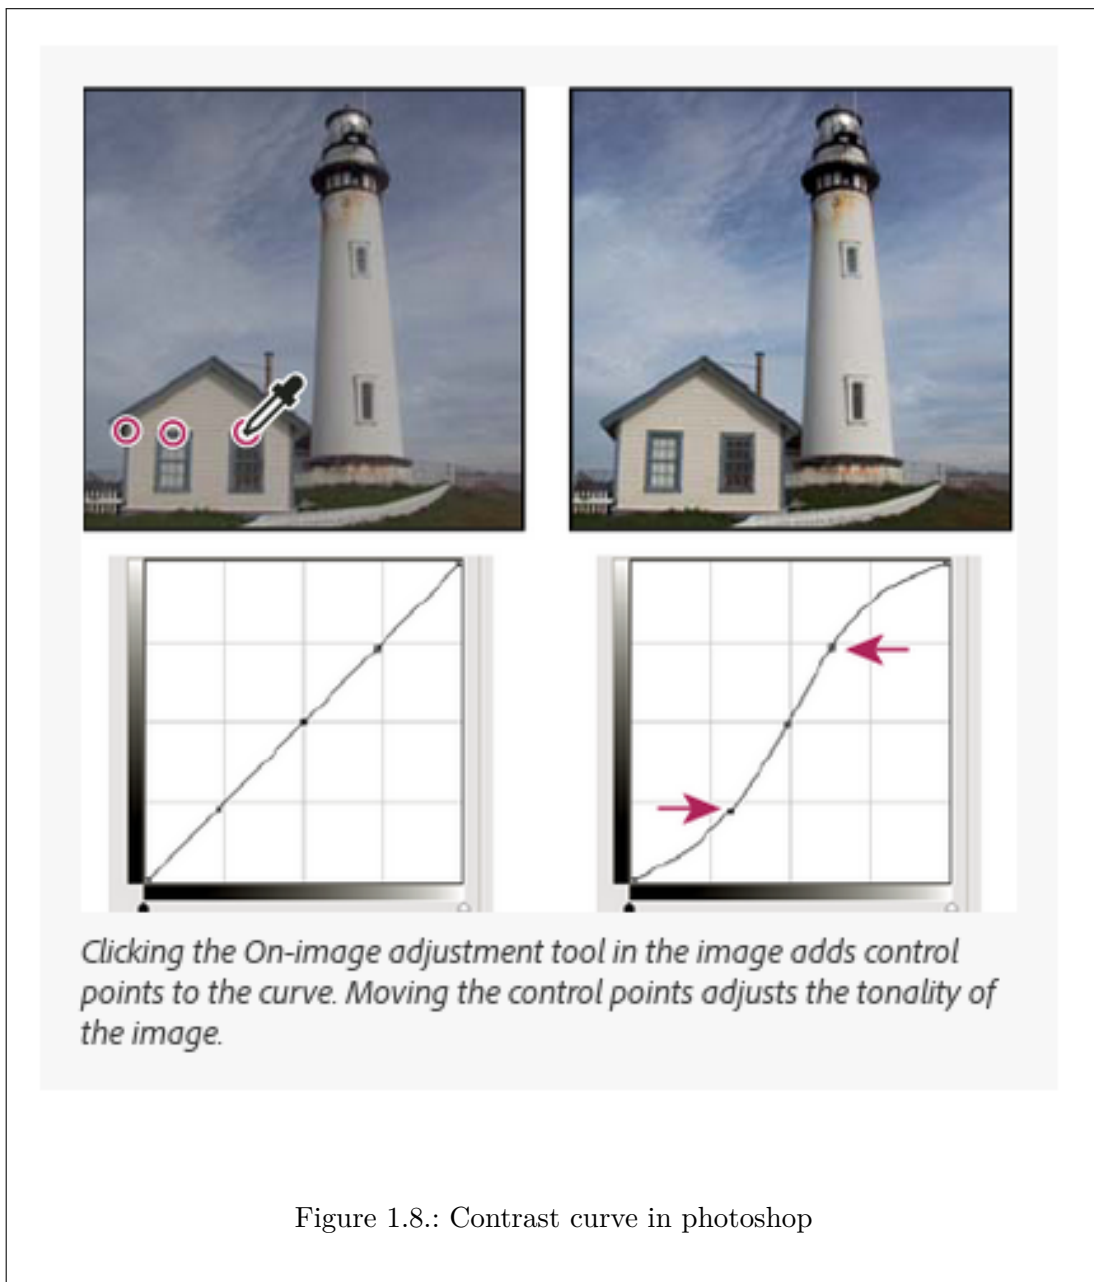 Clicking the On-image adjustment tool in the image adds control
points to the curve. Moving the control points adjusts the tonality of
the image.
Figure 1.8.: Contrast curve in photoshop